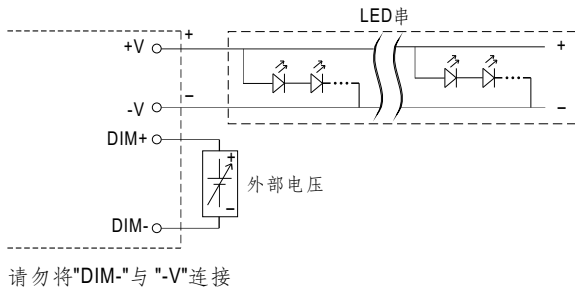 LED串
+V + +
-V − −
DIM+
+
外部电压
−
DIM-
请勿将"DIM-"与 "-V"连接